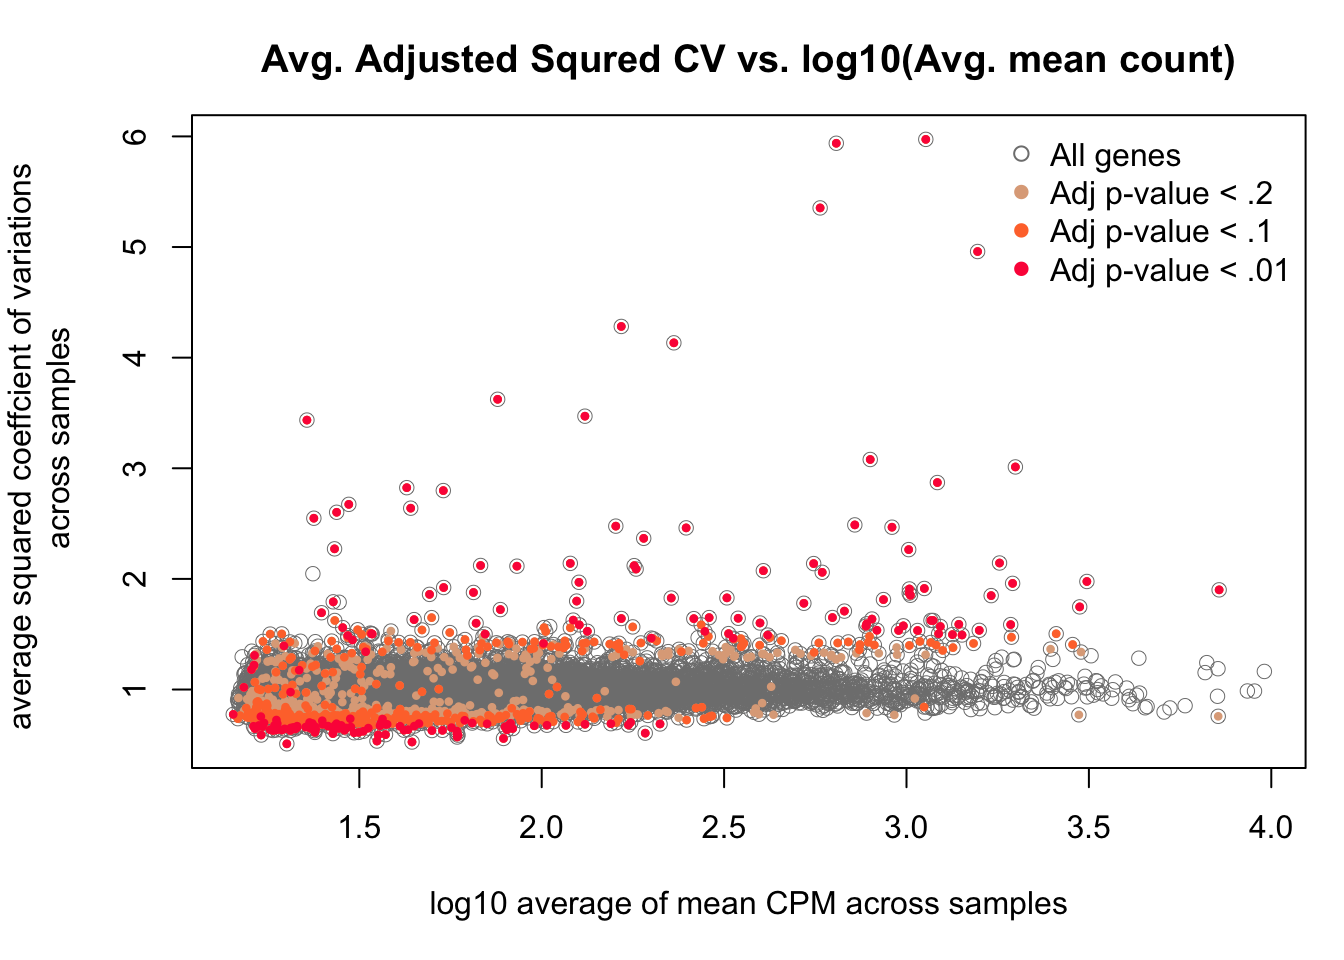 Avg. Adjusted Squred CV vs. log10(Avg. mean count)
average squared coeffcient of variations
across samples
6
5
4
3
2
1
All genes
Adj p-value < .2
Adj p-value < .1
Adj p-value < .01
1.5 2.0 2.5 3.0 3.5 4.0
log10 average of mean CPM across samples